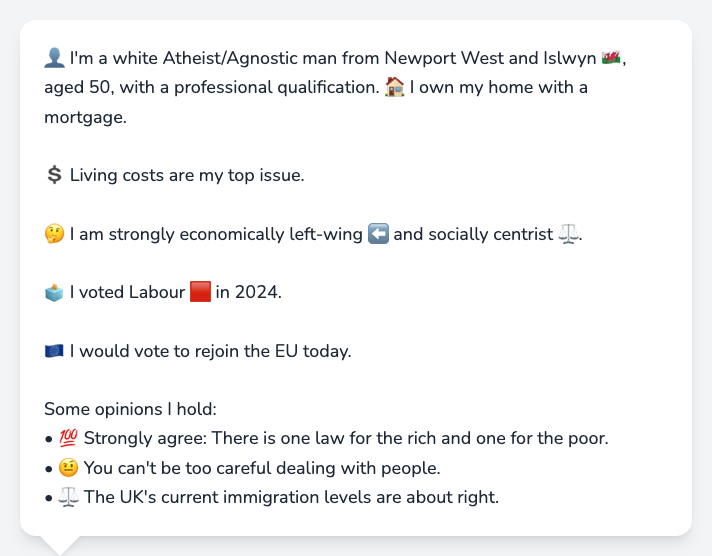 👤 I'm a white Atheist/Agnostic man from Newport West and Islwyn 🏴󠁧󠁢󠁷󠁬󠁳󠁿,
aged 50, with a professional qualification. 🏠 I own my home with a
mortgage.
💲 Living costs are my top issue.
🤔 I am strongly economically left-wing ⬅️ and socially centrist ⚖️.
🗳️ I voted Labour 🟥 in 2024.
🇪🇺 I would vote to rejoin the EU today.
Some opinions I hold:
• 💯 Strongly agree: There is one law for the rich and one for the poor.
• 🤨 You can't be too careful dealing with people.
• ⚖️ The UK's current immigration levels are about right.